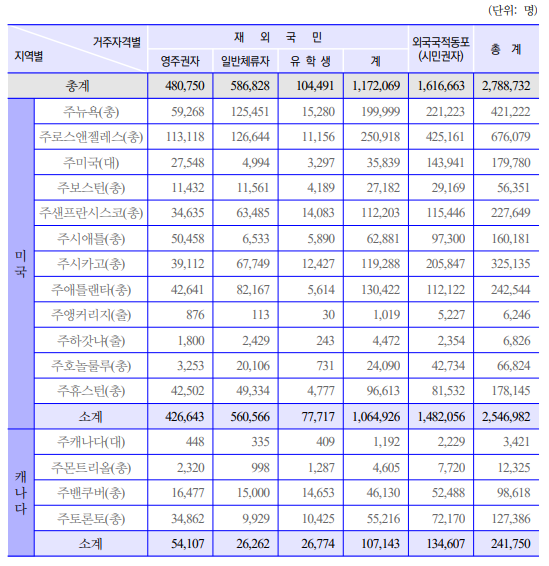 (단위: 명)
거주자격별
지역별
재 외 국 민
외국국적동포
(시민권자)
총 계
영주권자 일반체류자 유 학 생 계
총계 480,750 586,828 104,491 1,172,069 1,616,663 2,788,732
미국
주뉴욕(총) 59,268 125,451 15,280 199,999 221,223 421,222
주로스앤젤레스(총) 113,118 126,644 11,156 250,918 425,161 676,079
주미국(대) 27,548 4,994 3,297 35,839 143,941 179,780
주보스턴(총) 11,432 11,561 4,189 27,182 29,169 56,351
주샌프란시스코(총) 34,635 63,485 14,083 112,203 115,446 227,649
주시애틀(총) 50,458 6,533 5,890 62,881 97,300 160,181
주시카고(총) 39,112 67,749 12,427 119,288 205,847 325,135
주애틀랜타(총) 42,641 82,167 5,614 130,422 112,122 242,544
주앵커리지(출) 876 113 30 1,019 5,227 6,246
주하갓냐(출) 1,800 2,429 243 4,472 2,354 6,826
주호놀룰루(총) 3,253 20,106 731 24,090 42,734 66,824
주휴스턴(총) 42,502 49,334 4,777 96,613 81,532 178,145
소계 426,643 560,566 77,717 1,064,926 1,482,056 2,546,982
캐나다
주캐나다(대) 448 335 409 1,192 2,229 3,421
주몬트리올(총) 2,320 998 1,287 4,605 7,720 12,325
주밴쿠버(총) 16,477 15,000 14,653 46,130 52,488 98,618
주토론토(총) 34,862 9,929 10,425 55,216 72,170 127,386
소계 54,107 26,262 26,774 107,143 134,607 241,750